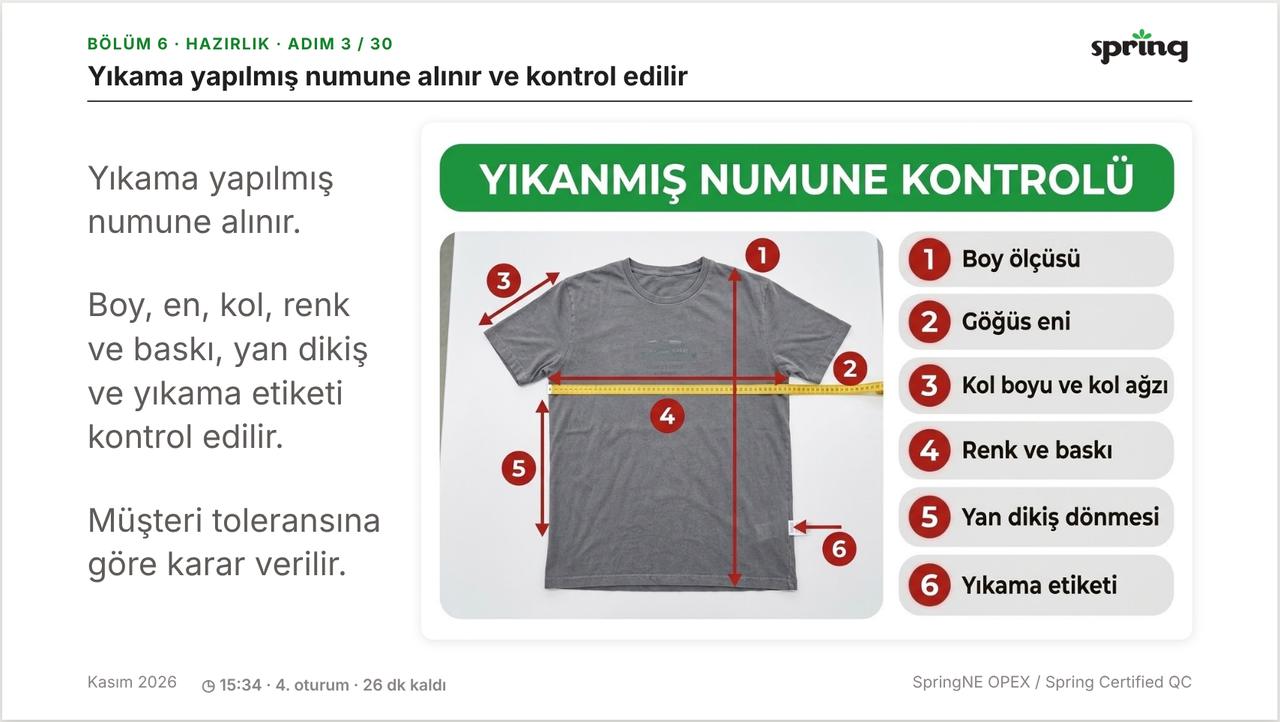 BÖLÜM 6 · HAZIRLIK · ADIM 3 / 30
Yıkama yapılmış numune alınır ve kontrol edilir
spring
Yıkama yapılmış
numune alınır.
Boy, en, kol, renk
ve baskı, yan dikiş
ve yıkama etiketi
kontrol edilir.
Müşteri toleransına
göre karar verilir.
YIKANMIŞ NUMUNE KONTROLÜ
1
3
2
4
5
6
1 Boy ölçüsü
2 Göğüs eni
3 Kol boyu ve kol ağzı
4 Renk ve baskı
5 Yan dikiş dönmesi
6 Yıkama etiketi
Kasım 2026
15:34 · 4. oturum · 26 dk kaldı
SpringNE OPEX / Spring Certified QC